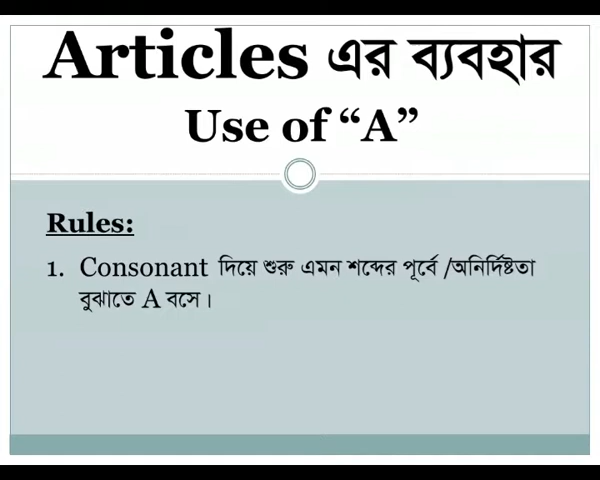 Articles এর ব্যবহার
Use of “A”
Rules:
1. Consonant দিয়ে শুরু এমন শব্দের পূর্বে /অনির্দিষ্টতা
বুঝাতে A বসে।